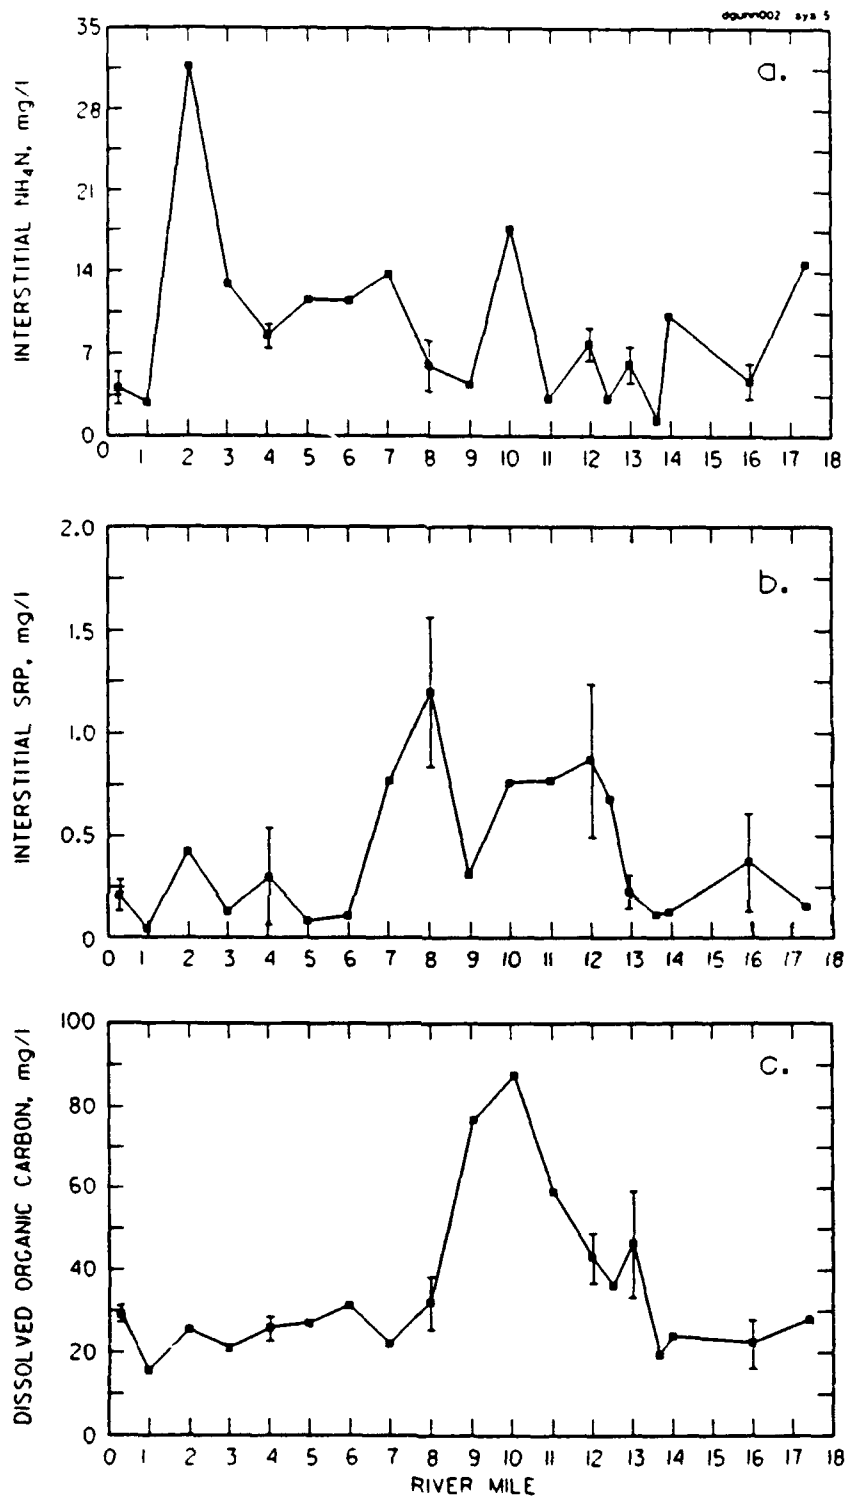 dgunn002 sys 5
a.
INTERSTITIAL NH4N, mg/l
35
28
21
14
7
0
0 1 2 3 4 5 6 7 8 9 10 11 12 13 14 15 16 17 18
b.
INTERSTITIAL SRP, mg/l
2.0
1.5
1.0
0.5
0
0 1 2 3 4 5 6 7 8 9 10 11 12 13 14 15 16 17 18
c.
DISSOLVED ORGANIC CARBON, mg/l
100
80
60
40
20
0
0 1 2 3 4 5 6 7 8 9 10 11 12 13 14 15 16 17 18
RIVER MILE